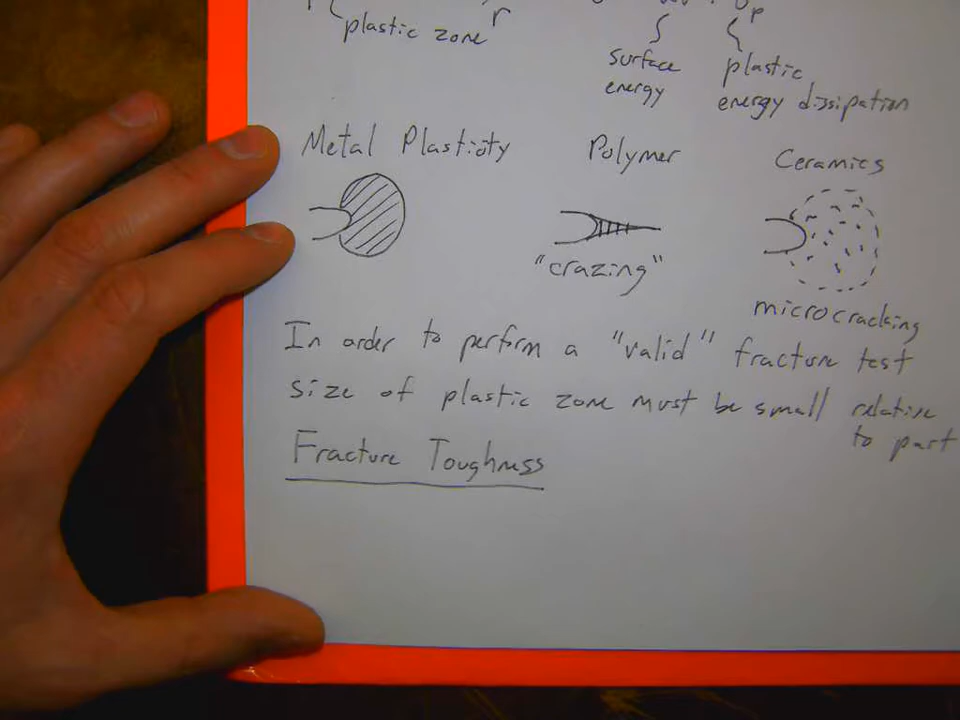 plastic zone r
surface
energy
plastic
energy dissipation
Metal Plasticity Polymer Ceramics
"crazing"
microcracking
In order to perform a "valid" fracture test
size of plastic zone must be small relative
to part
Fracture Toughness